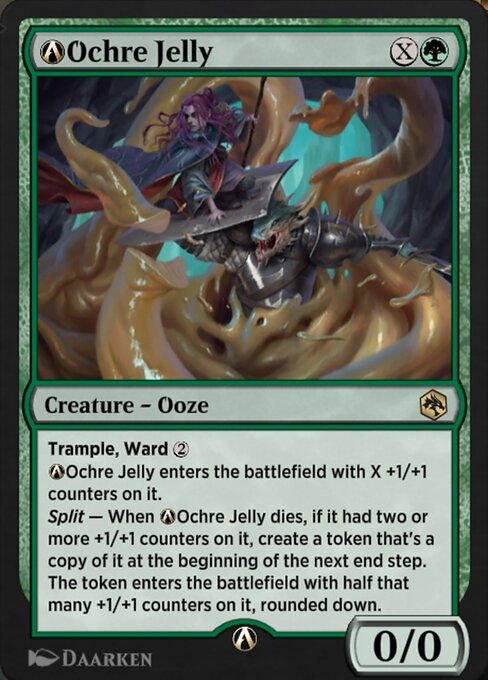 Ochre Jelly X
Creature – Ooze
Trample, Ward 2
Ochre Jelly enters the battlefield with X +1/+1
counters on it.
Split — When Ochre Jelly dies, if it had two or
more +1/+1 counters on it, create a token that's a
copy of it at the beginning of the next end step.
The token enters the battlefield with half that
many +1/+1 counters on it, rounded down.
0/0
DAARKEN